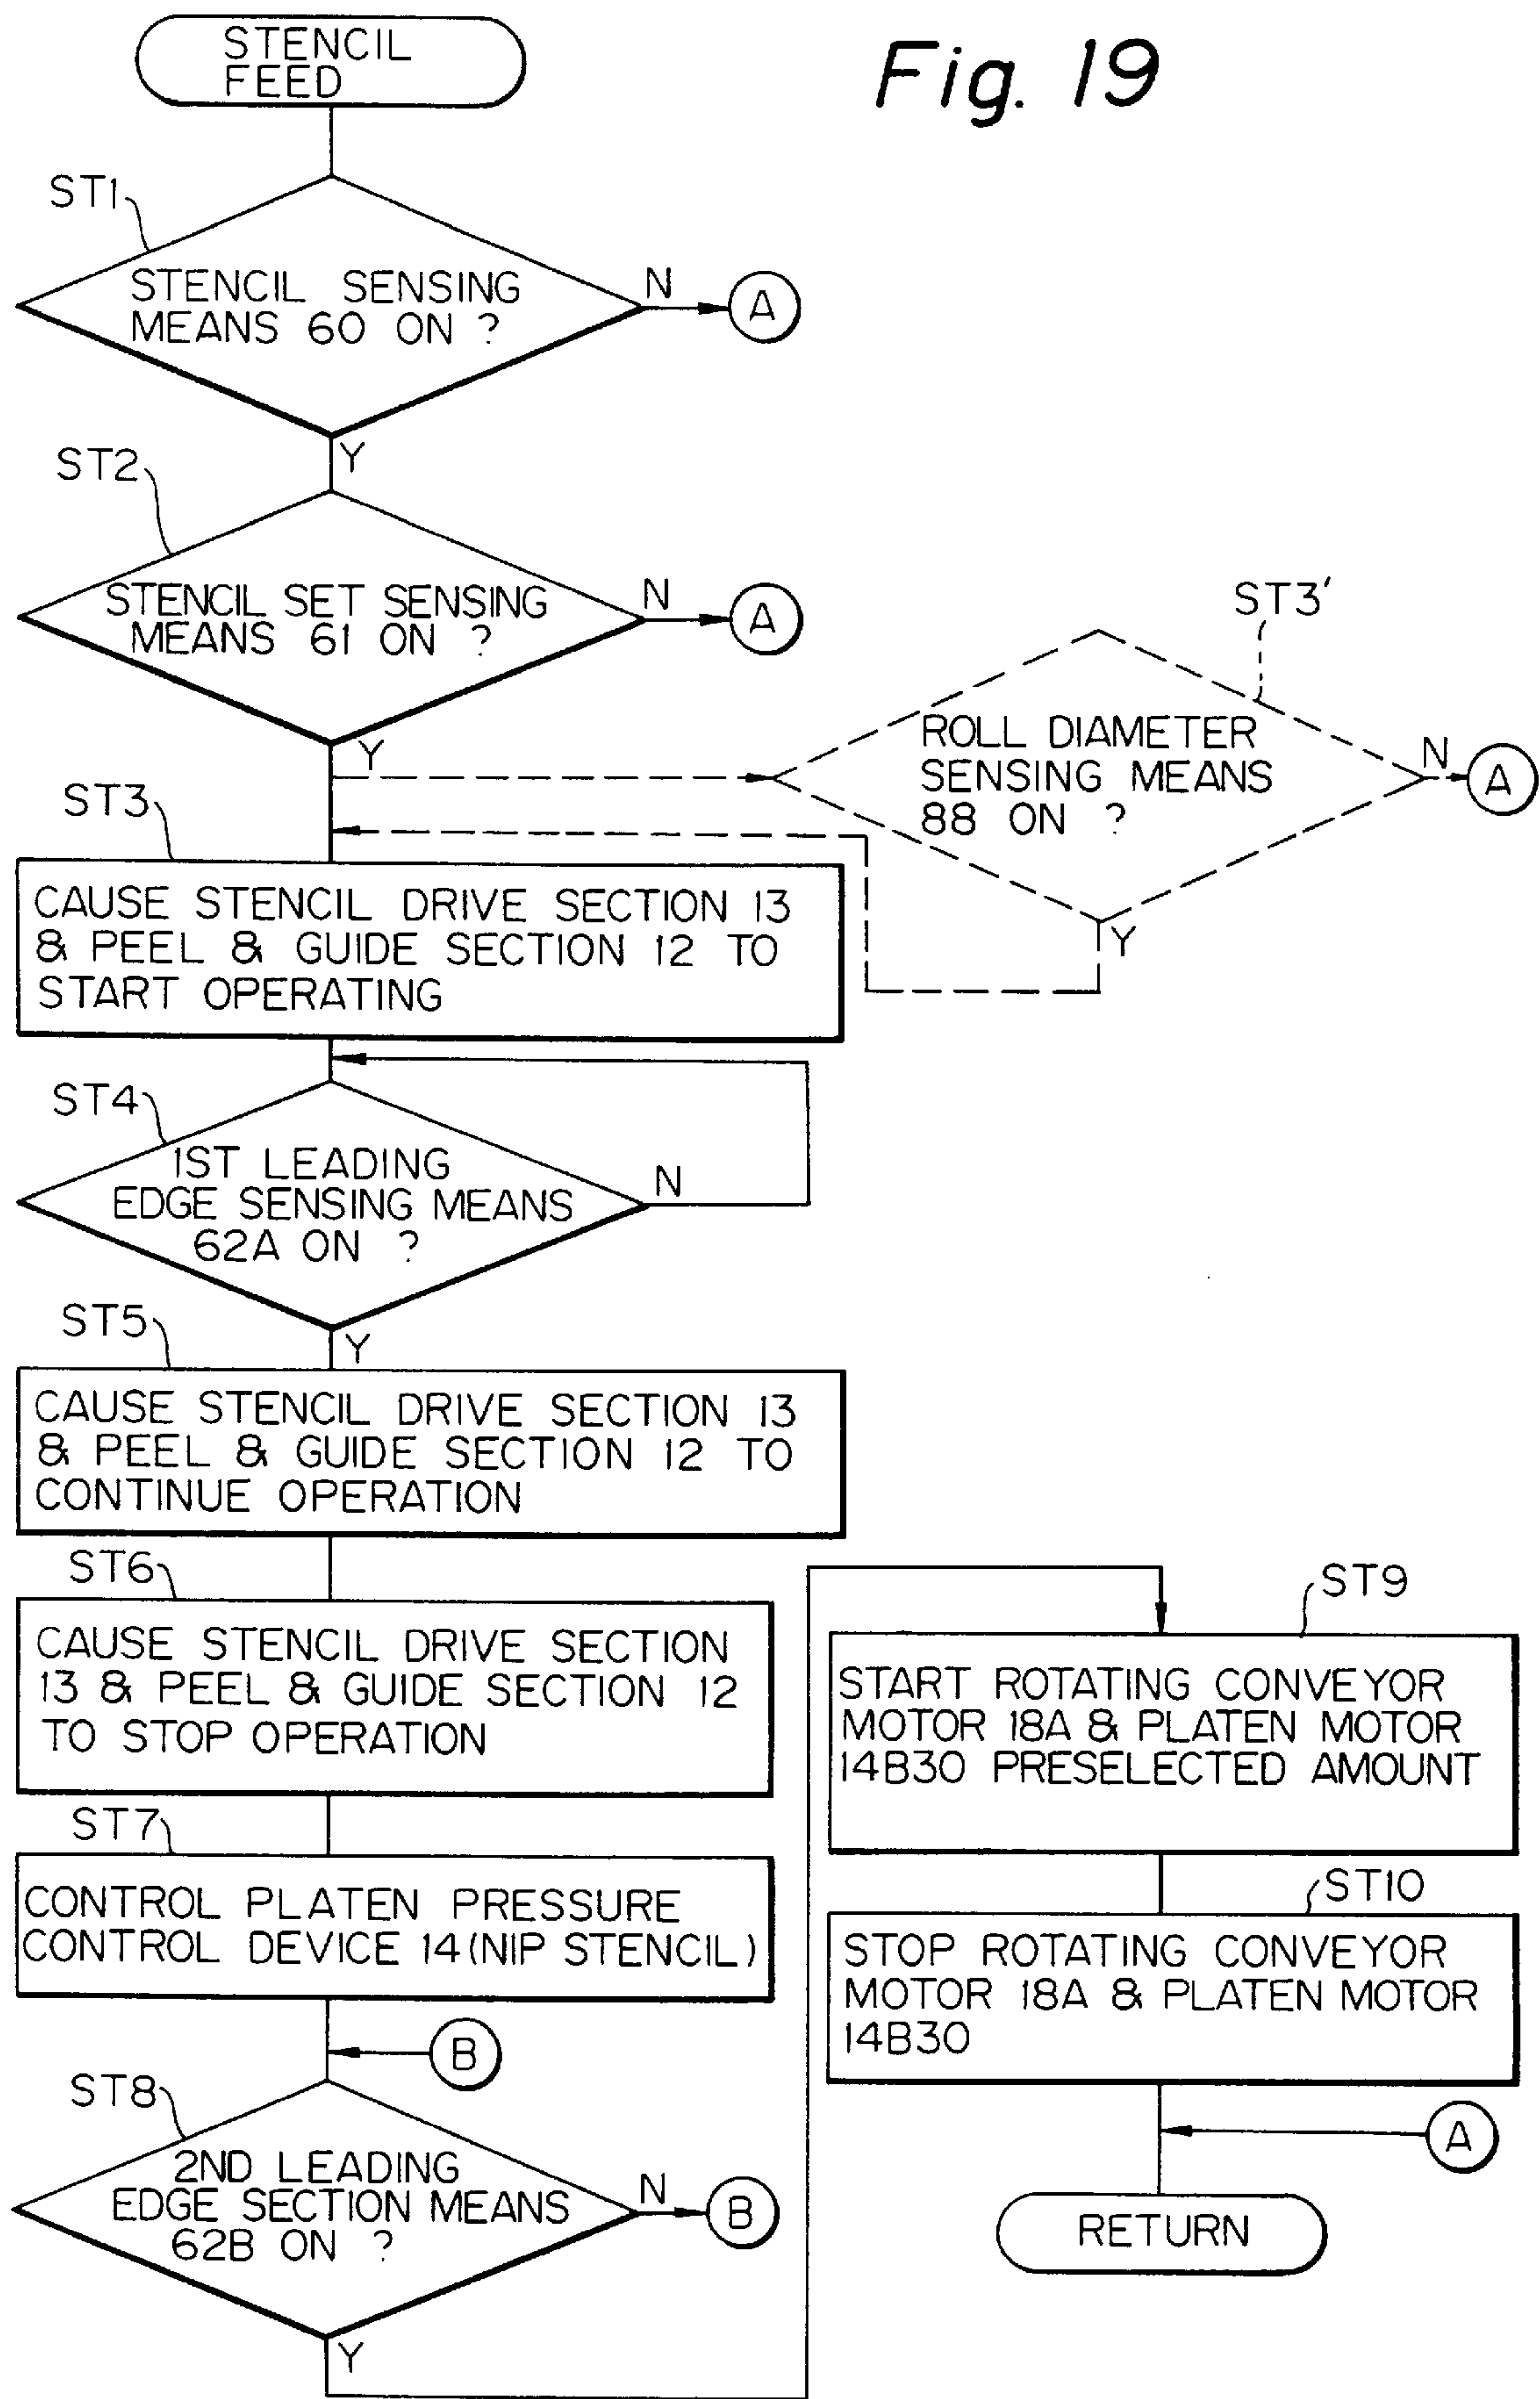 Fig. 19
STENCIL
FEED
ST1
STENCIL SENSING
MEANS 60 ON ?
N
A
Y
ST2
STENCIL SET SENSING
MEANS 61 ON ?
N
A
Y
ST3'
ROLL DIAMETER
SENSING MEANS
88 ON ?
N
A
Y
ST3
CAUSE STENCIL DRIVE SECTION 13
& PEEL & GUIDE SECTION 12 TO
START OPERATING
ST4
1ST LEADING
EDGE SENSING MEANS
62A ON ?
N
Y
ST5
CAUSE STENCIL DRIVE SECTION 13
& PEEL & GUIDE SECTION 12 TO
CONTINUE OPERATION
ST6
CAUSE STENCIL DRIVE SECTION
13 & PEEL & GUIDE SECTION 12
TO STOP OPERATION
ST7
CONTROL PLATEN PRESSURE
CONTROL DEVICE 14 (NIP STENCIL)
B
ST8
2ND LEADING
EDGE SECTION MEANS
62B ON ?
N
B
Y
ST9
START ROTATING CONVEYOR
MOTOR 18A & PLATEN MOTOR
14B30 PRESELECTED AMOUNT
ST10
STOP ROTATING CONVEYOR
MOTOR 18A & PLATEN MOTOR
14B30
A
RETURN